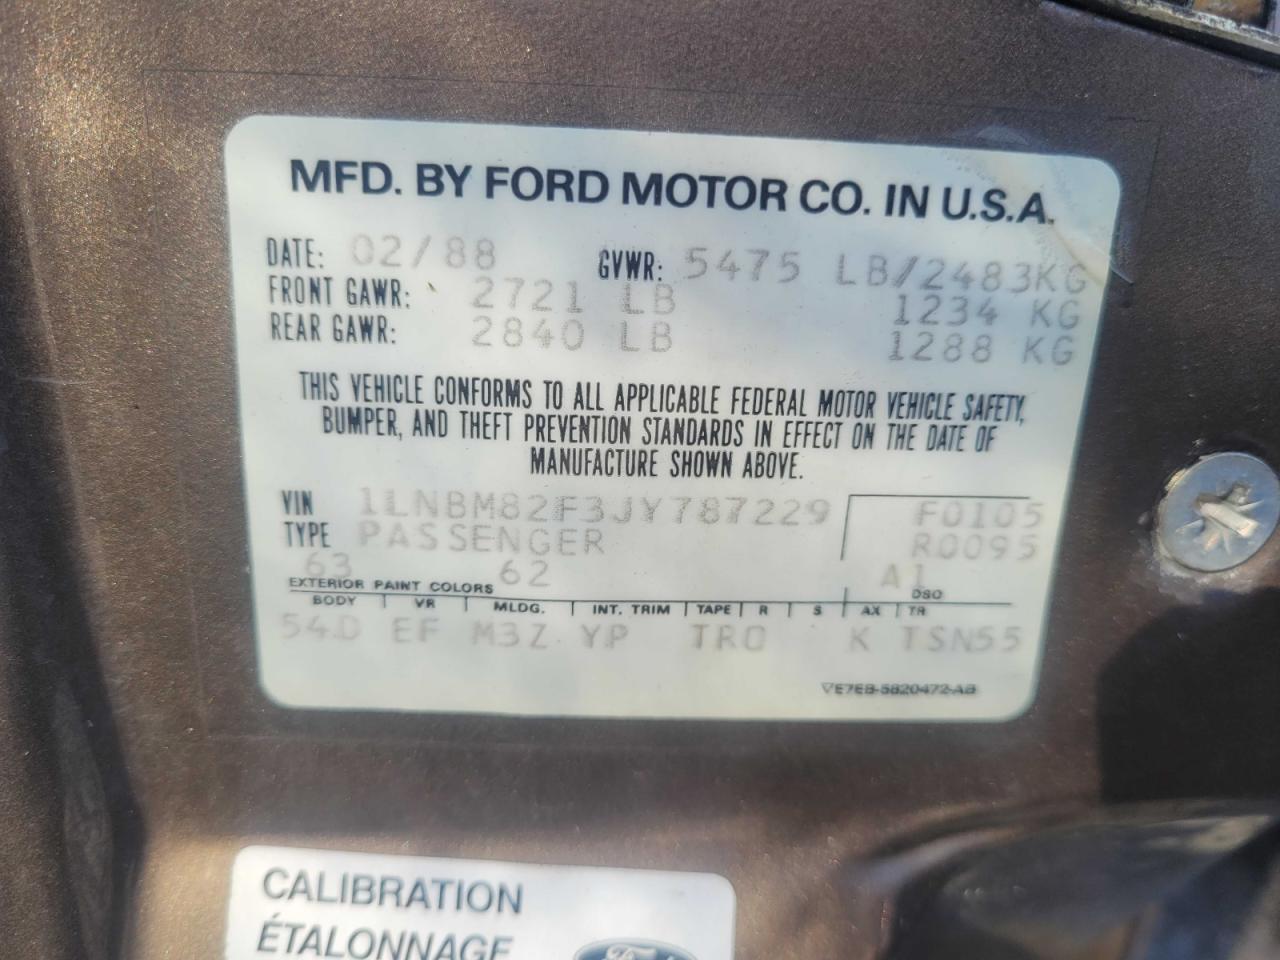 MFD. BY FORD MOTOR CO. IN U.S.A.
DATE: 02/88 GVWR: 5475 LB/2483KG
FRONT GAWR: 2721 LB 1234 KG
REAR GAWR: 2840 LB 1288 KG
THIS VEHICLE CONFORMS TO ALL APPLICABLE FEDERAL MOTOR VEHICLE SAFETY,
BUMPER, AND THEFT PREVENTION STANDARDS IN EFFECT ON THE DATE OF
MANUFACTURE SHOWN ABOVE.
VIN 1LNBM82F3JY787229 F0105
TYPE PASSENGER R0095
63 62 A1
EXTERIOR PAINT COLORS DSO
BODY VR MLDG. INT. TRIM TAPE R S AX TR
54D EF M3Z YP TRO K TSN55
VE7EB-5820472-AB
CALIBRATION
ÉTALONNAGE
Ford